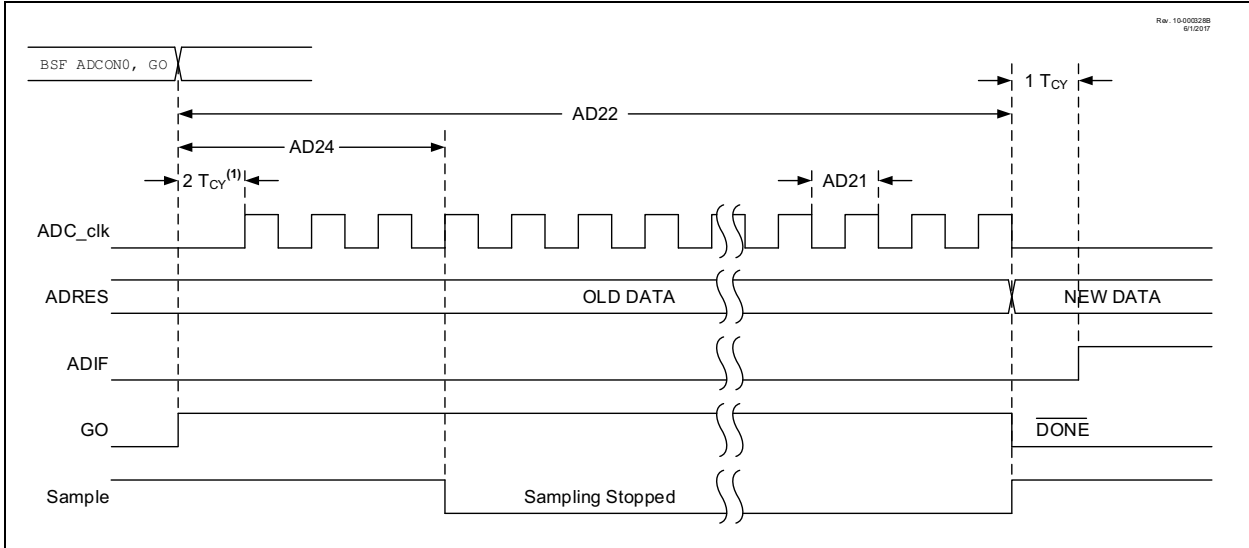 Rev. 10-000328B
6/1/2017
BSF ADCON0, GO
1 TCY
AD22
AD24
2 TCY(1)
AD21
ADC_clk
ADRES
OLD DATA
NEW DATA
ADIF
GO
DONE
Sample
Sampling Stopped